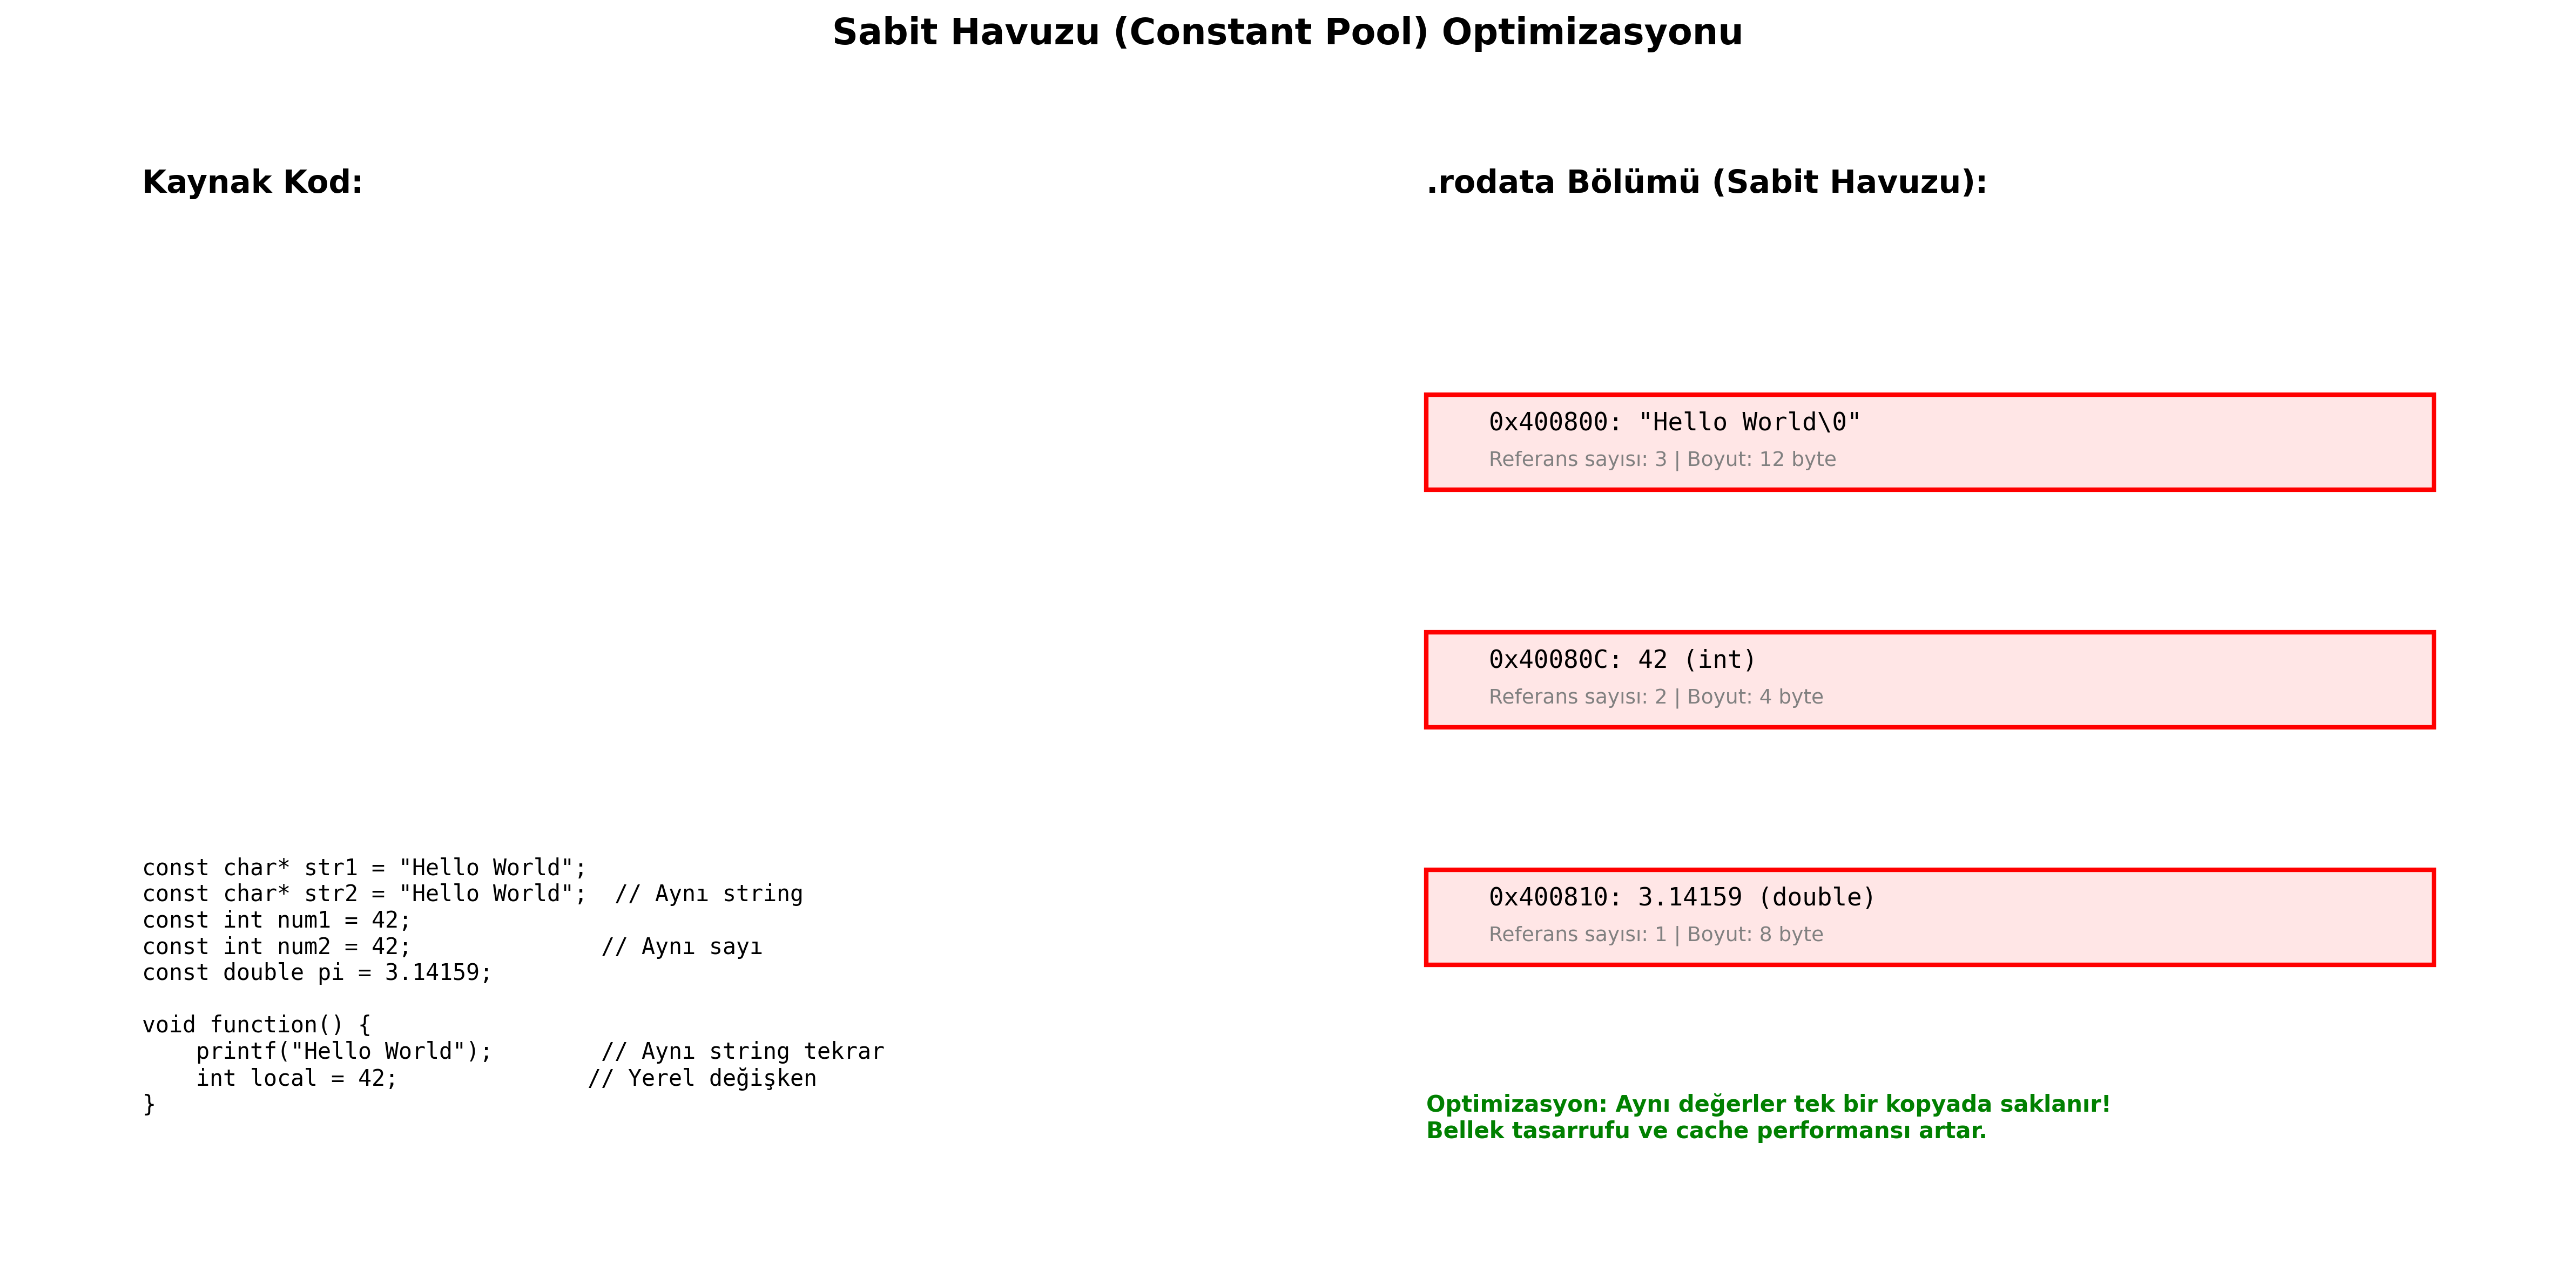 Sabit Havuzu (Constant Pool) Optimizasyonu
Kaynak Kod:
const char* str1 = "Hello World";
const char* str2 = "Hello World";  // Aynı string
const int num1 = 42;
const int num2 = 42;              // Aynı sayı
const double pi = 3.14159;
void function() {
    printf("Hello World");        // Aynı string tekrar
    int local = 42;              // Yerel değişken
}
.rodata Bölümü (Sabit Havuzu):
0x400800: "Hello World\0"
Referans sayısı: 3 | Boyut: 12 byte
0x40080C: 42 (int)
Referans sayısı: 2 | Boyut: 4 byte
0x400810: 3.14159 (double)
Referans sayısı: 1 | Boyut: 8 byte
Optimizasyon: Aynı değerler tek bir kopyada saklanır!
Bellek tasarrufu ve cache performansı artar.